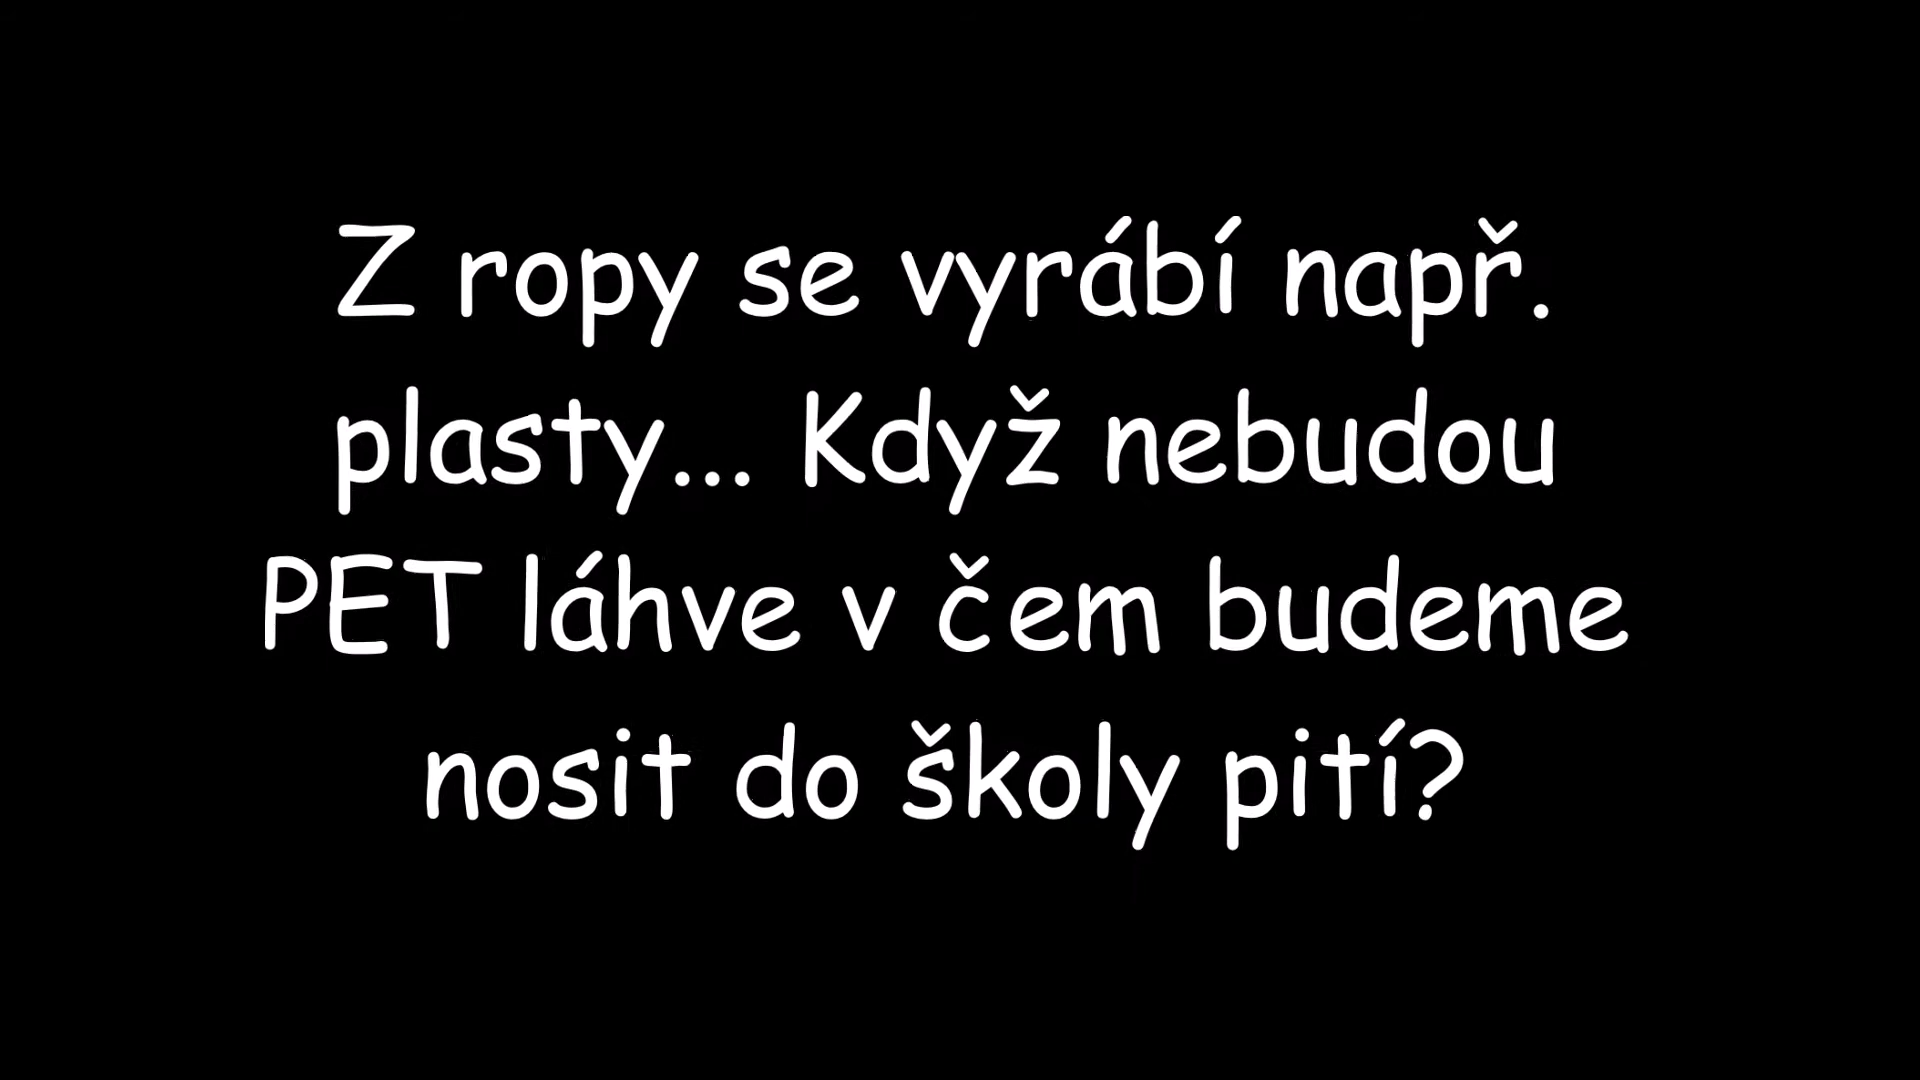 Z ropy se vyrábí např.
plasty... Když nebudou
PET láhve v čem budeme
nosit do školy pití?